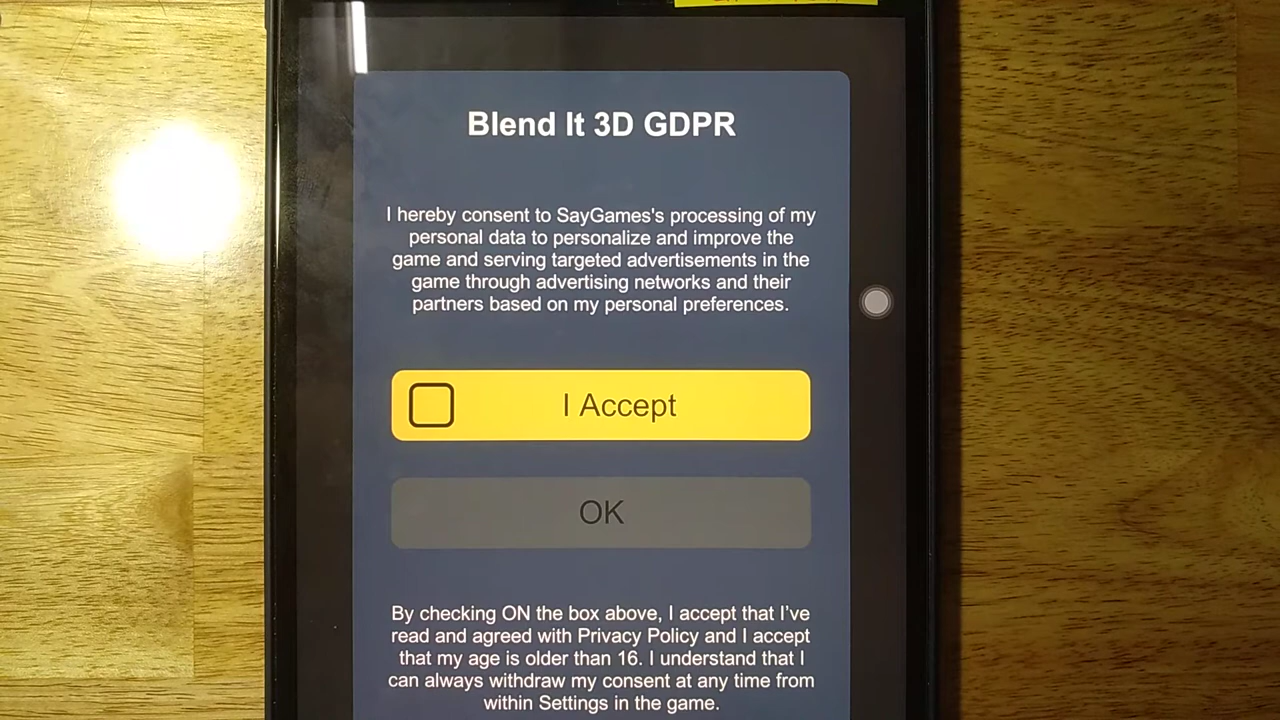 Blend It 3D GDPR
I hereby consent to SayGames's processing of my
personal data to personalize and improve the
game and serving targeted advertisements in the
game through advertising networks and their
partners based on my personal preferences.
I Accept
OK
By checking ON the box above, I accept that I've
read and agreed with Privacy Policy and I accept
that my age is older than 16. I understand that I
can always withdraw my consent at any time from
within Settings in the game.